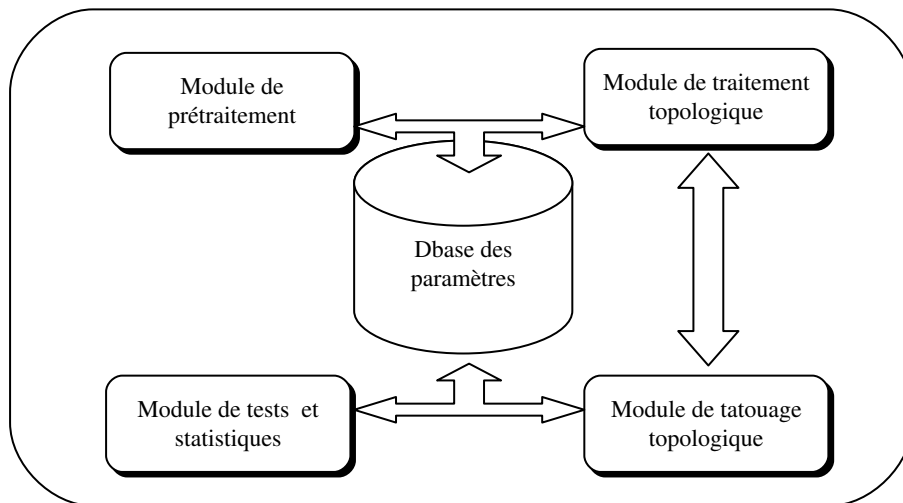 Module de
prétraitement
Module de traitement
topologique
Dbase des
paramètres
Module de tests et
statistiques
Module de tatouage
topologique